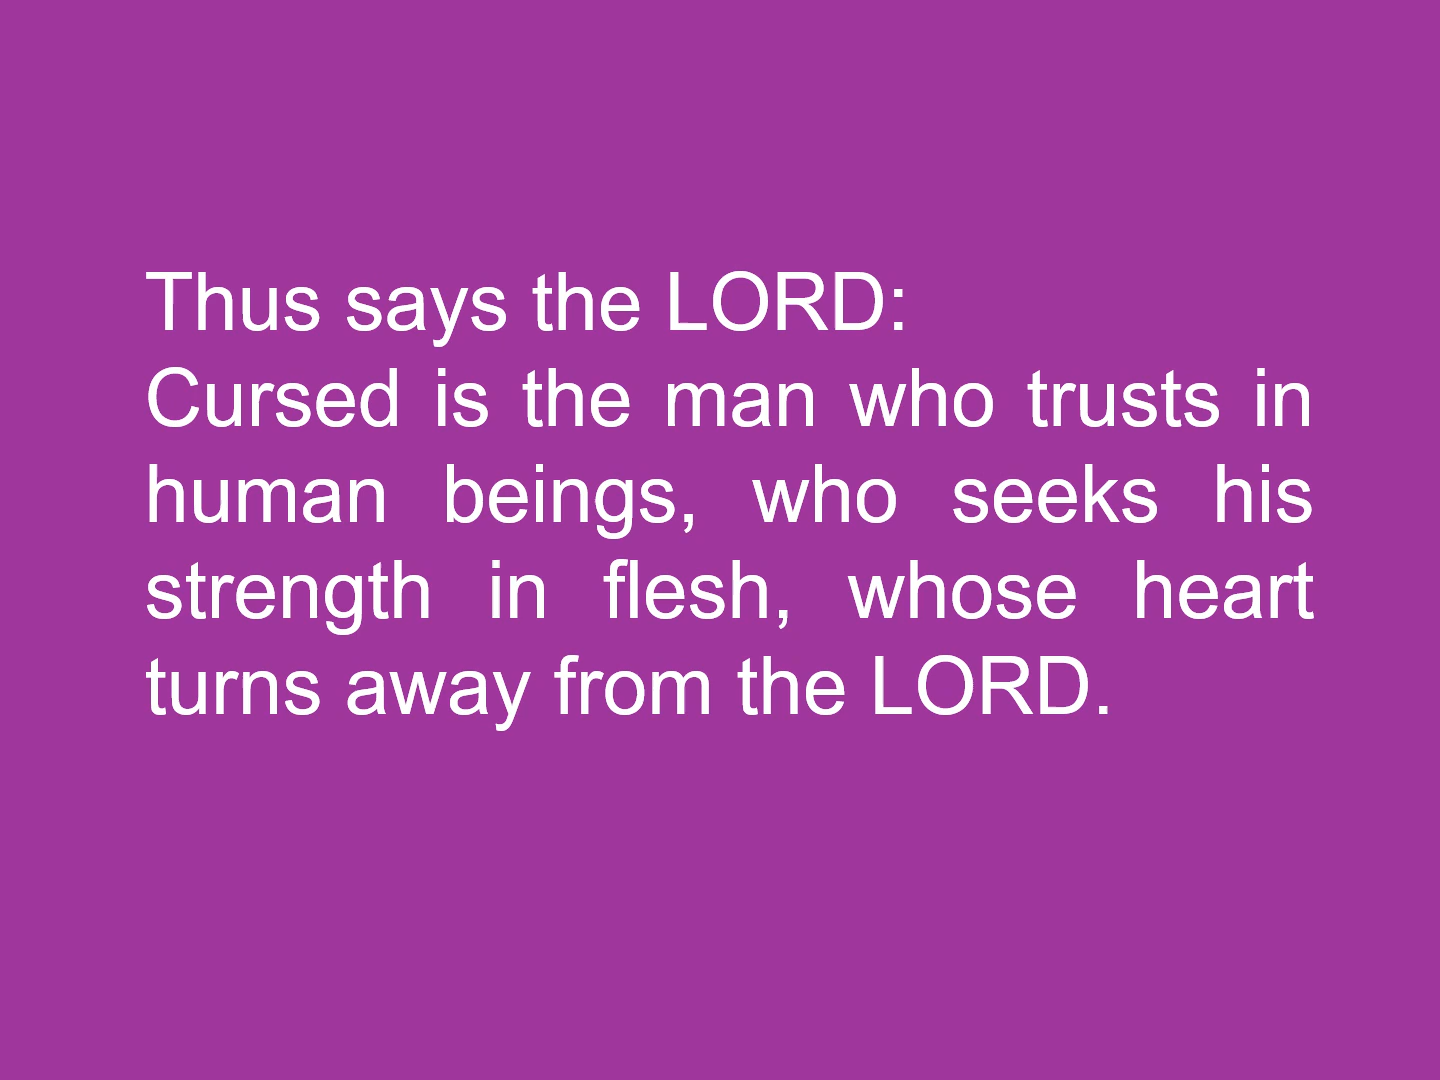 Thus says the LORD:
Cursed is the man who trusts in
human beings, who seeks his
strength in flesh, whose heart
turns away from the LORD.